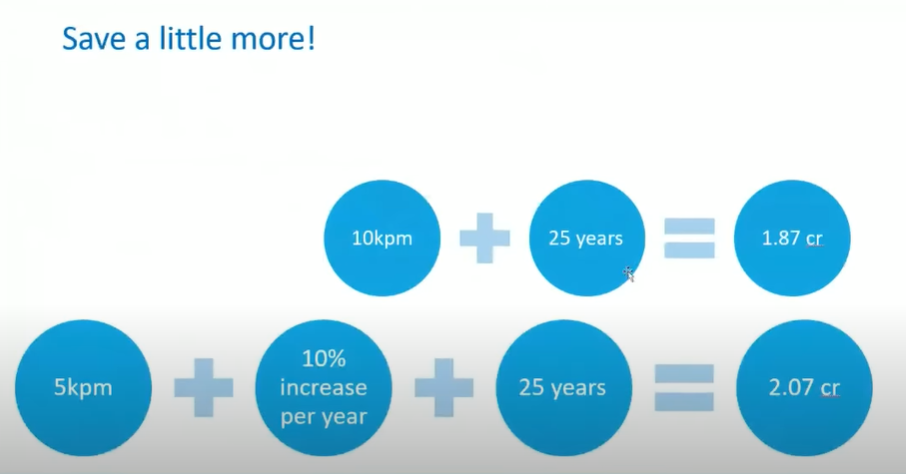 Save a little more!
10kpm
25 years
1.87 cr
5kpm
10%
increase
per year
25 years
2.07 cr